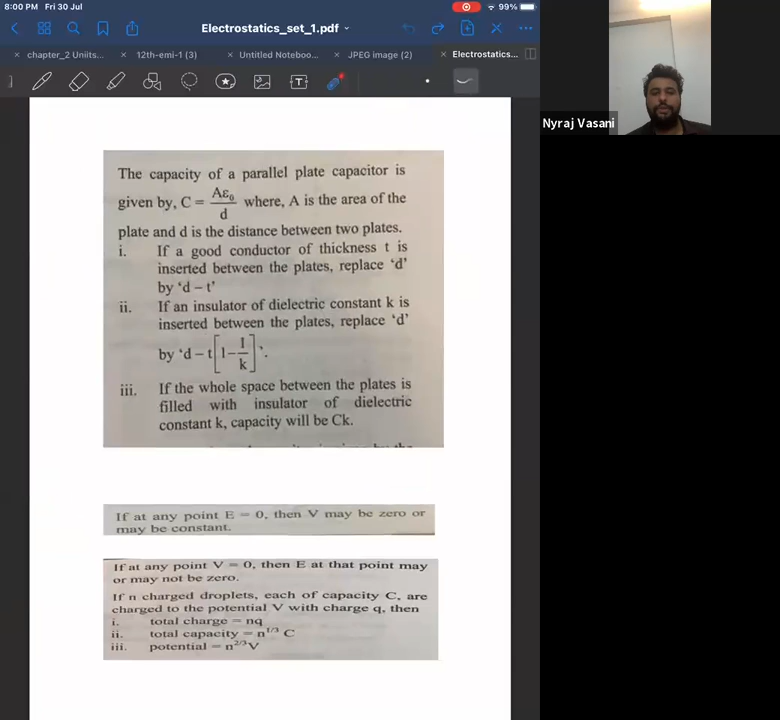 8:00 PM Fri 30 Jul
99%
Electrostatics_set_1.pdf
chapter_2 Units...
12th-emi-1 (3)
Untitled Noteboo...
JPEG image (2)
Electrostatics...
Nyraj Vasani
The capacity of a parallel plate capacitor is
given by, C = Aε₀/d where, A is the area of the
plate and d is the distance between two plates.
i. If a good conductor of thickness t is
inserted between the plates, replace ‘d’
by ‘d – t’
ii. If an insulator of dielectric constant k is
inserted between the plates, replace ‘d’
by ‘d – t[1 – 1/k]’.
iii. If the whole space between the plates is
filled with insulator of dielectric
constant k, capacity will be Ck.
If at any point E = 0, then V may be zero or
may be constant.
If at any point V = 0, then E at that point may
or may not be zero.
If n charged droplets, each of capacity C, are
charged to the potential V with charge q, then
i. total charge = nq
ii. total capacity = n^1/3 C
iii. potential = n^2/3 V